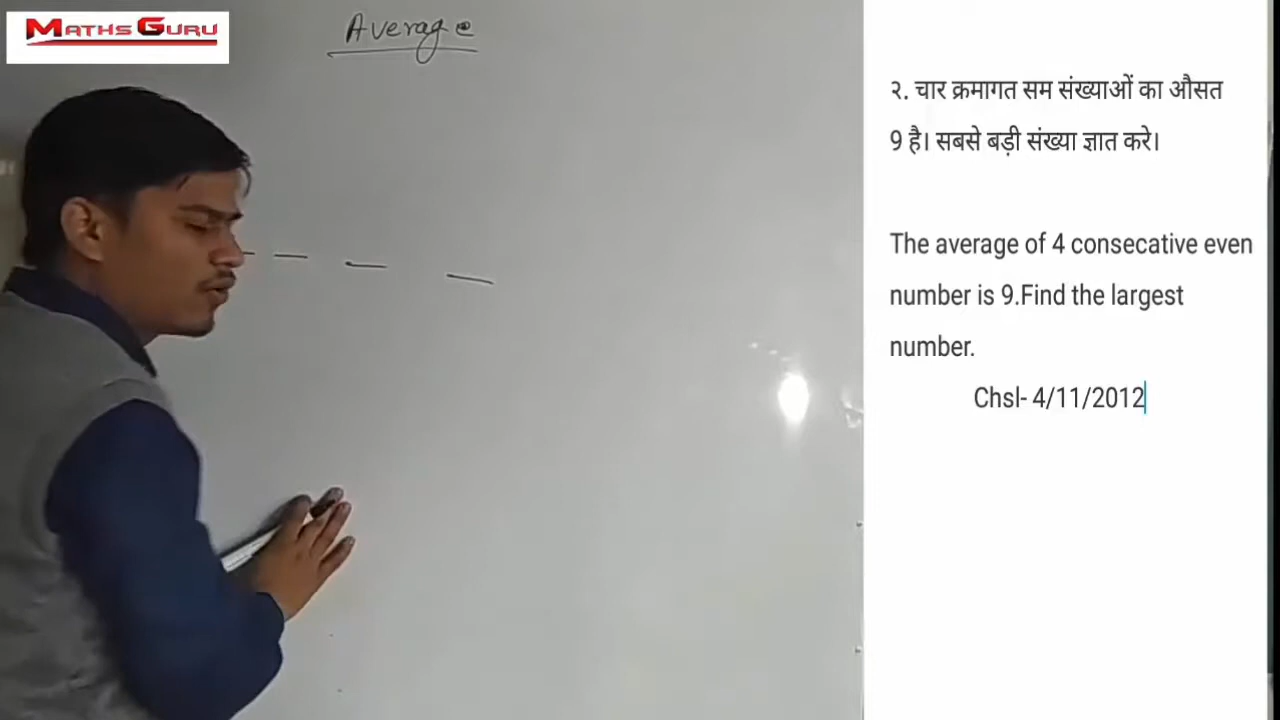 MATHS GURU
Average
२. चार क्रमागत सम संख्याओं का औसत
9 है। सबसे बड़ी संख्या ज्ञात करे।
The average of 4 consecative even
number is 9.Find the largest
number.
Chsl- 4/11/2012